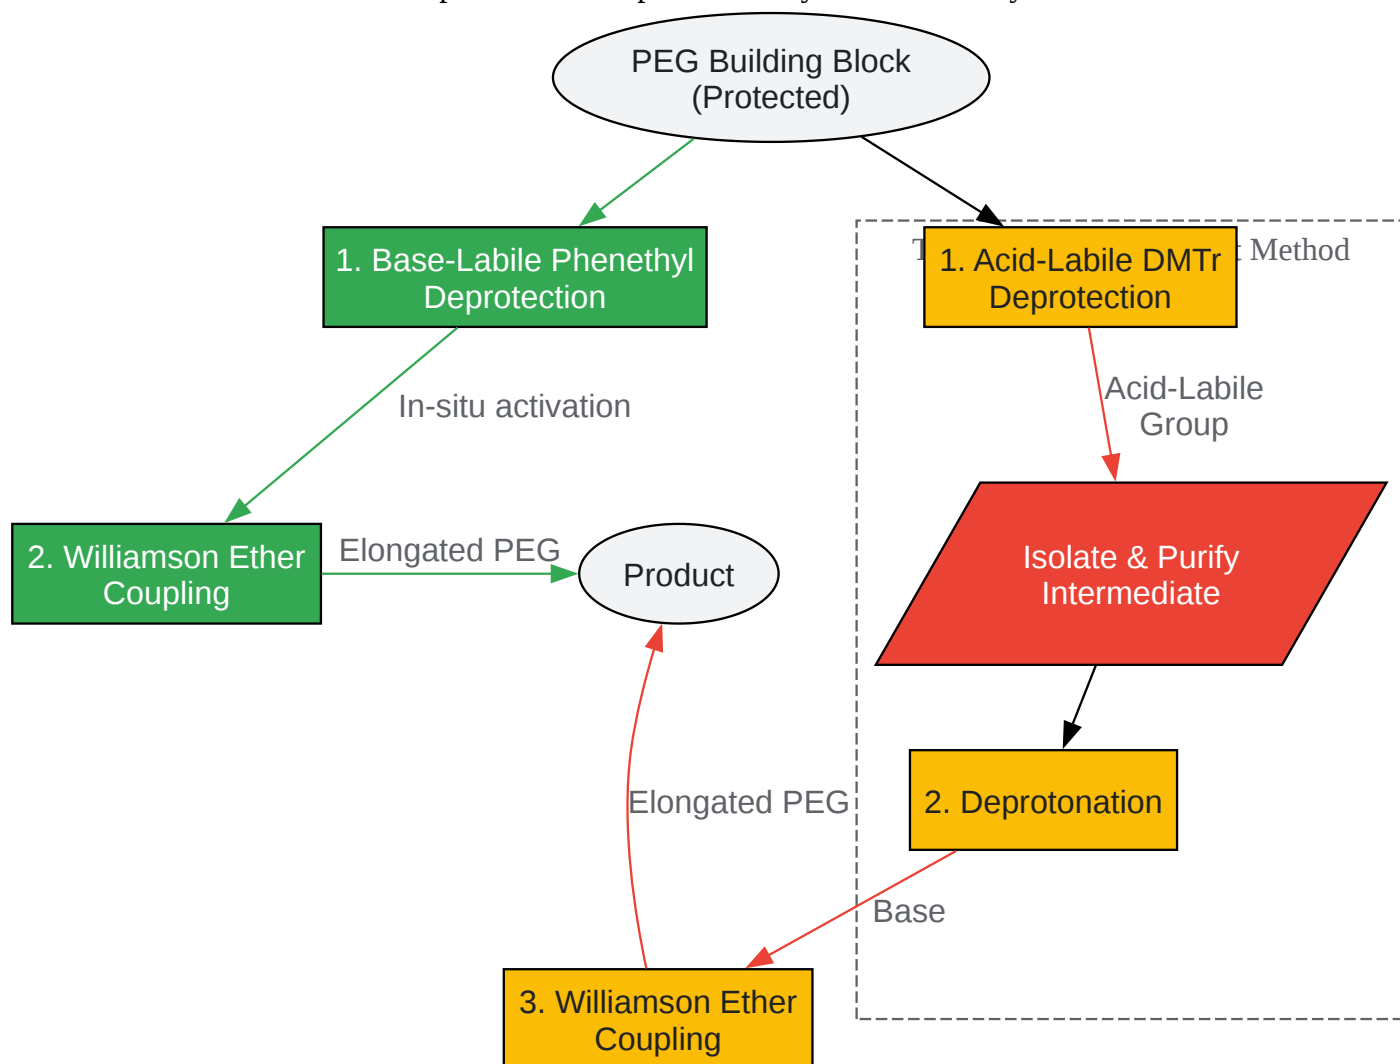 PEG Building Block
(Protected)
1. Base-Labile Phenethyl
Deprotection
Method
1. Acid-Labile DMTr
Deprotection
In-situ activation
Acid-Labile
Group
2. Williamson Ether
Coupling
Elongated PEG
Product
Isolate & Purify
Intermediate
Elongated PEG
2. Deprotonation
Base
3. Williamson Ether
Coupling